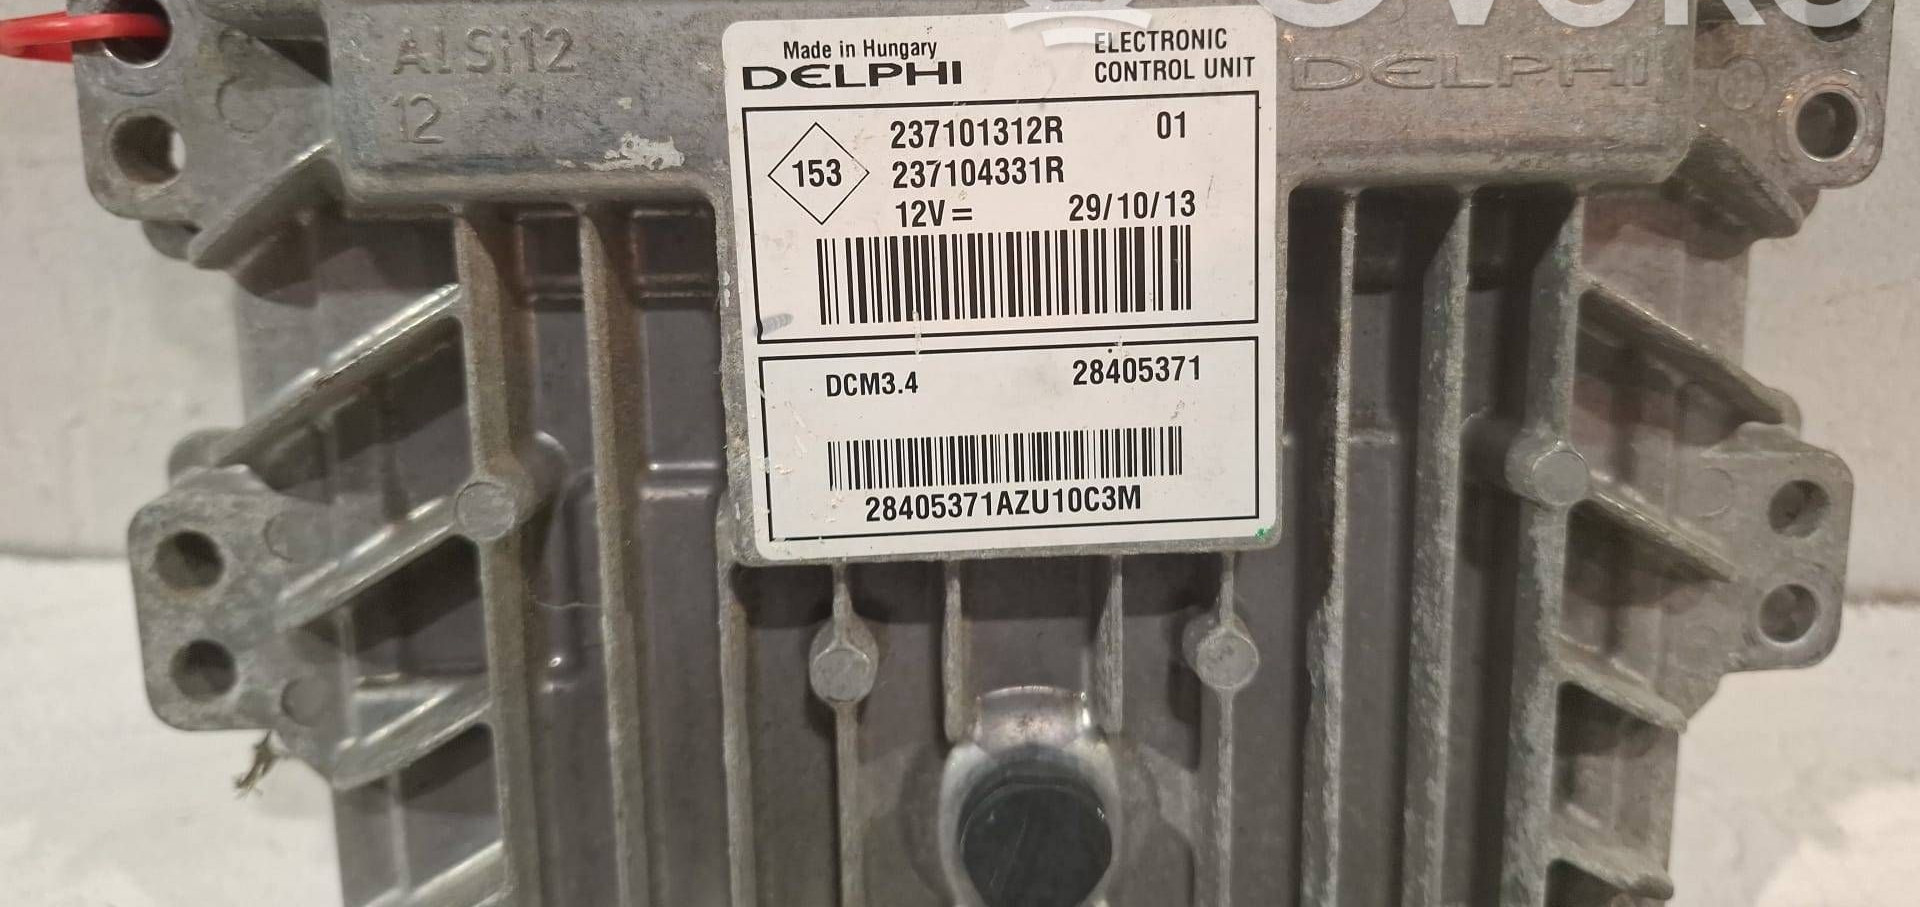 AlSi12
12
Made in Hungary
DELPHI
ELECTRONIC
CONTROL UNIT
DELPHI
153
237101312R 01
237104331R
12V= 29/10/13
DCM3.4 28405371
28405371AZU10C3M